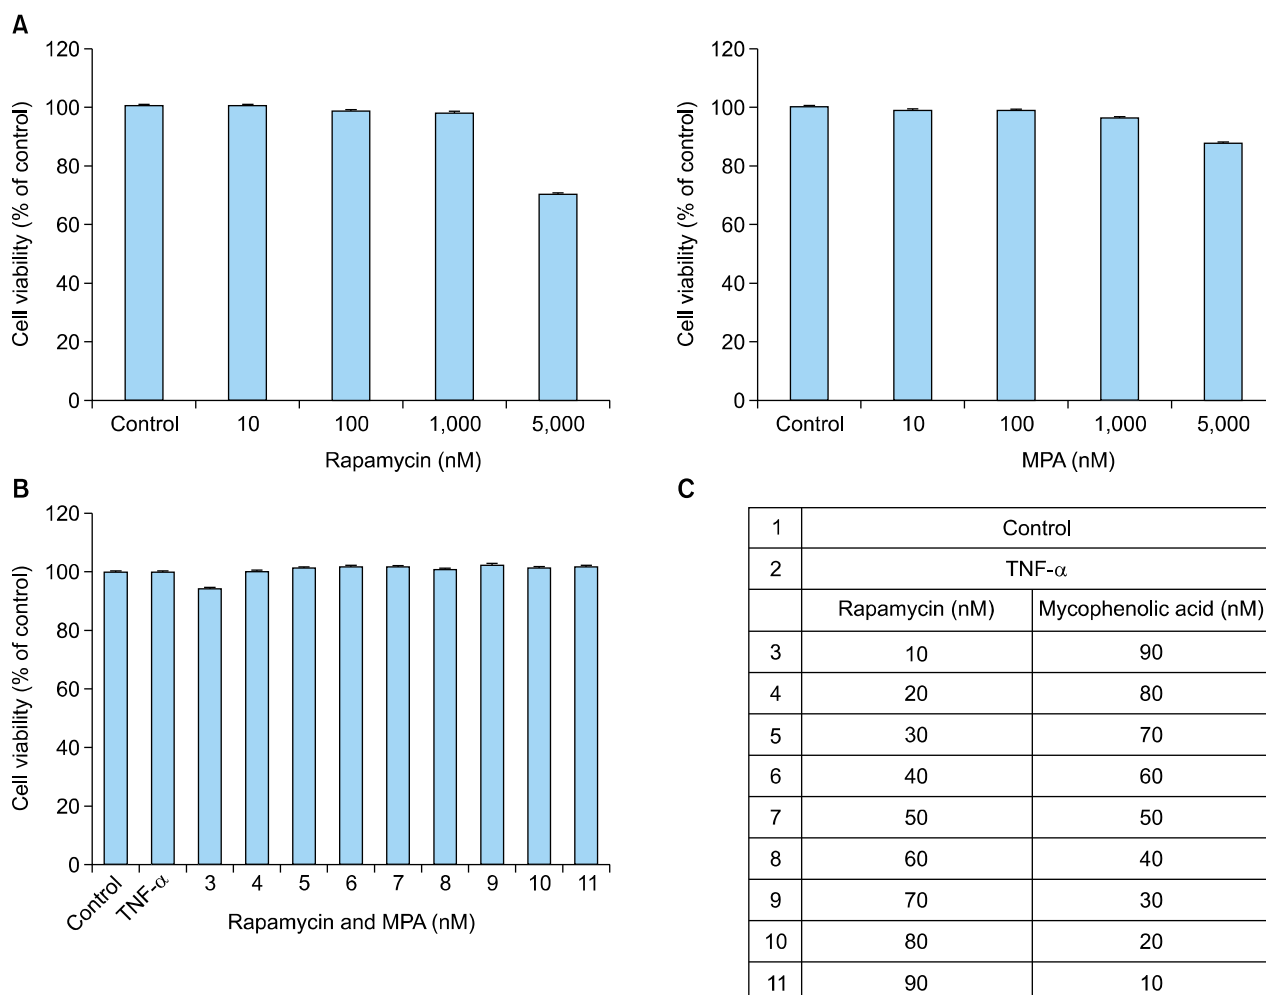 A
120
100
80
60
40
20
0
Cell viability (% of control)
Control 10 100 1,000 5,000
Rapamycin (nM)
120
100
80
60
40
20
0
Cell viability (% of control)
Control 10 100 1,000 5,000
MPA (nM)
B
120
100
80
60
40
20
0
Cell viability (% of control)
Control TNF-α 3 4 5 6 7 8 9 10 11
Rapamycin and MPA (nM)
C
1 Control
2 TNF-α
Rapamycin (nM) Mycophenolic acid (nM)
3 10 90
4 20 80
5 30 70
6 40 60
7 50 50
8 60 40
9 70 30
10 80 20
11 90 10